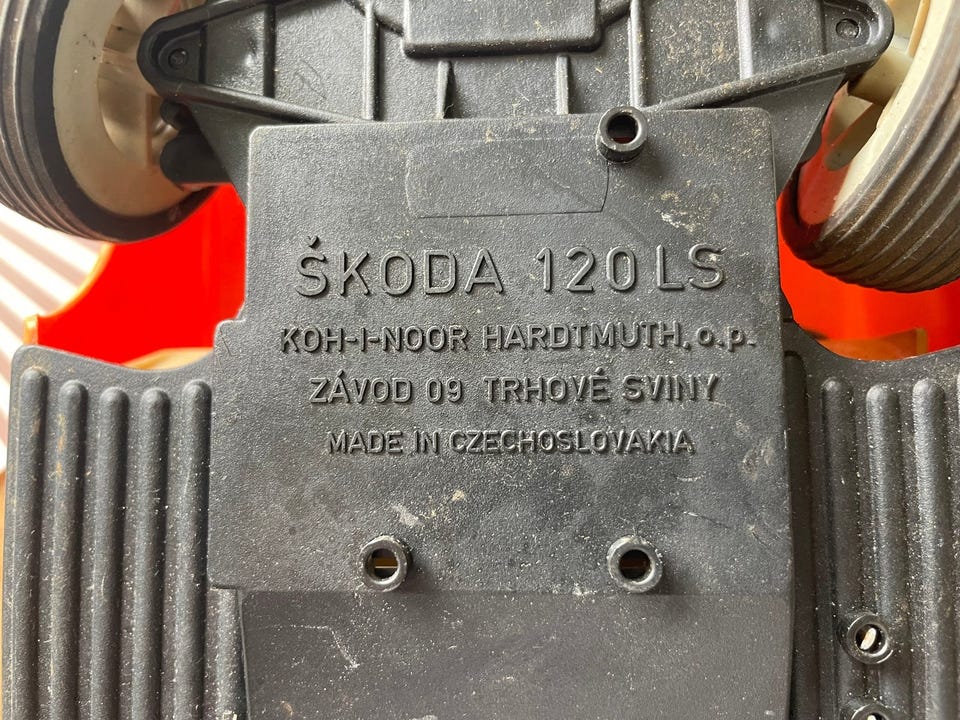 ŠKODA 120 LS
KOH-I-NOOR HARDTMUTH, o.p.
ZÁVOD 09 TRHOVÉ SVINY
MADE IN CZECHOSLOVAKIA